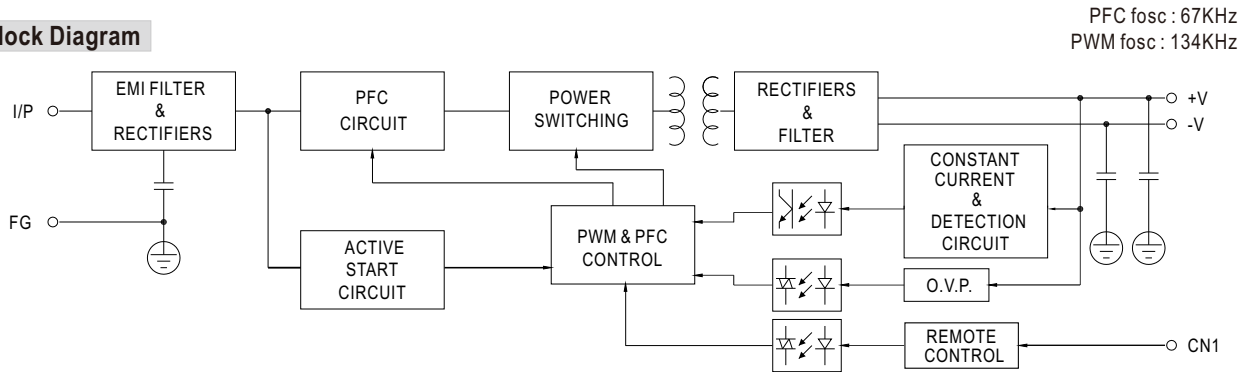 PFC fosc : 67KHz
PWM fosc : 134KHz
lock Diagram
I/P
EMI FILTER
&
RECTIFIERS
PFC
CIRCUIT
POWER
SWITCHING
RECTIFIERS
&
FILTER
+V
-V
FG
ACTIVE
START
CIRCUIT
PWM & PFC
CONTROL
CONSTANT
CURRENT
&
DETECTION
CIRCUIT
O.V.P.
REMOTE
CONTROL
CN1